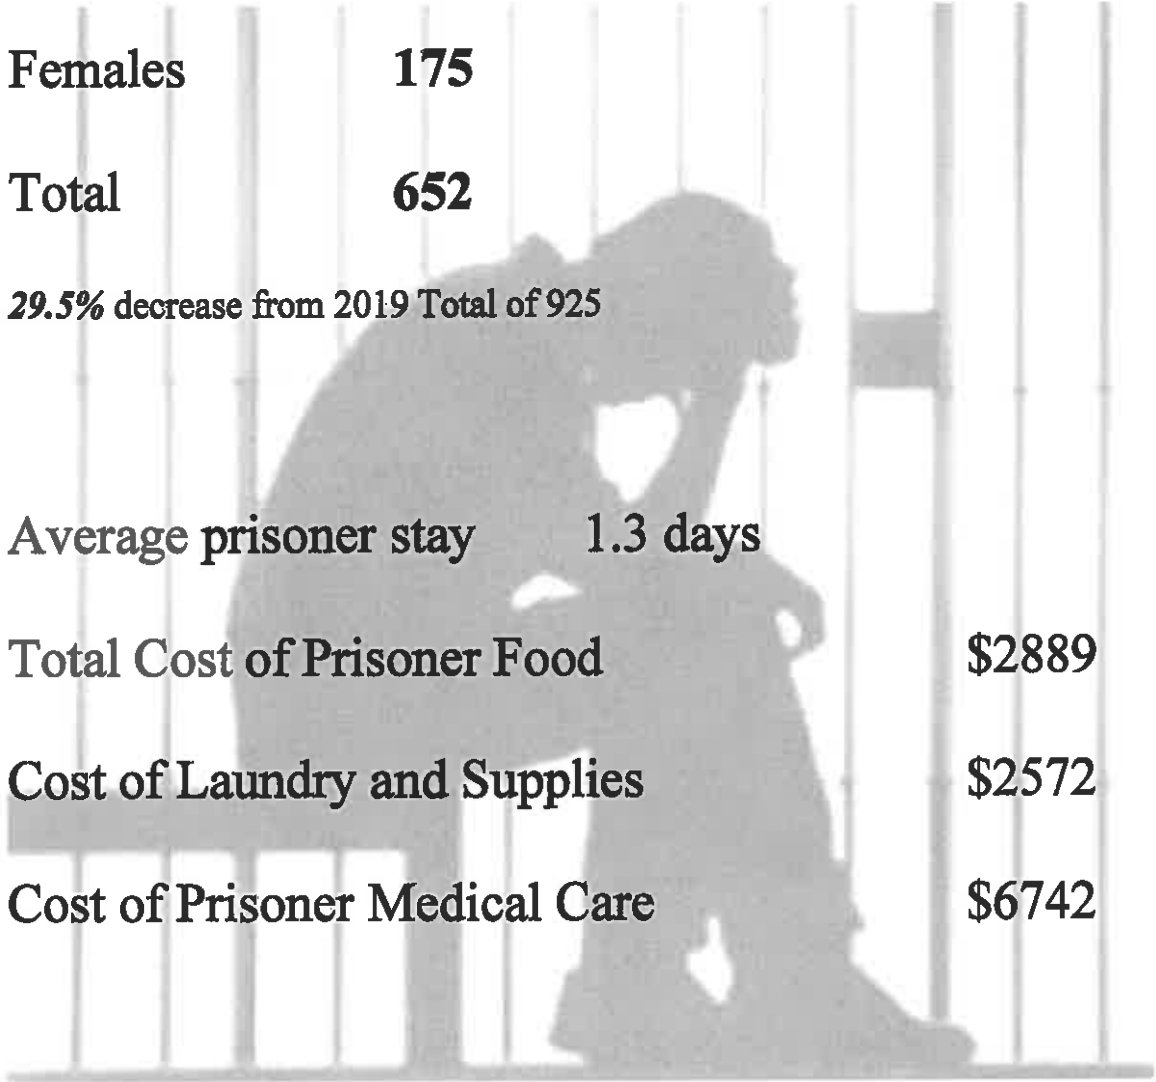 Females 175
Total 652
29.5% decrease from 2019 Total of 925
Average prisoner stay 1.3 days
Total Cost of Prisoner Food $2889
Cost of Laundry and Supplies $2572
Cost of Prisoner Medical Care $6742